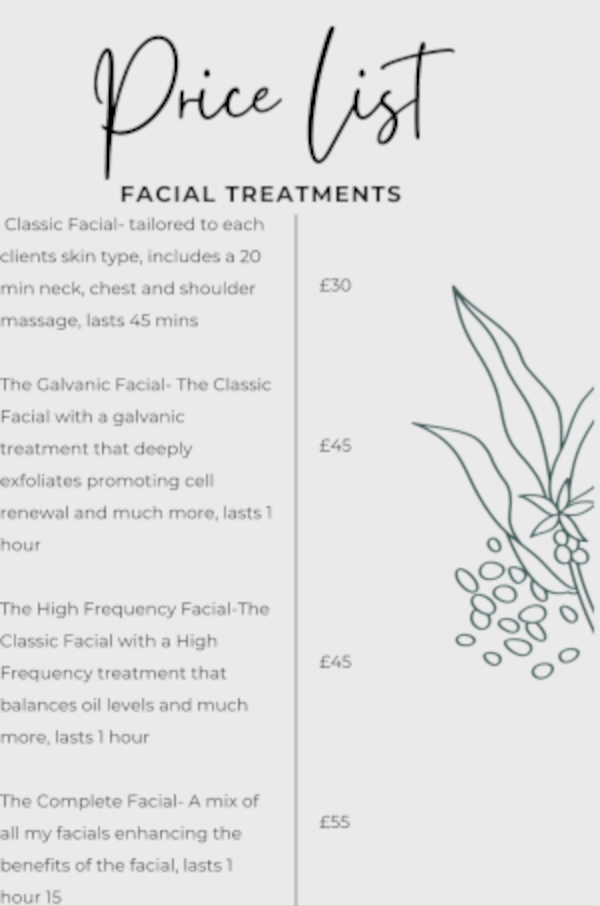 Price List
FACIAL TREATMENTS
Classic Facial- tailored to each
clients skin type, includes a 20
min neck, chest and shoulder
massage, lasts 45 mins
£30
The Galvanic Facial- The Classic
Facial with a galvanic
treatment that deeply
exfoliates promoting cell
renewal and much more, lasts 1
hour
£45
The High Frequency Facial-The
Classic Facial with a High
Frequency treatment that
balances oil levels and much
more, lasts 1 hour
£45
The Complete Facial- A mix of
all my facials enhancing the
benefits of the facial, lasts 1
hour 15
£55